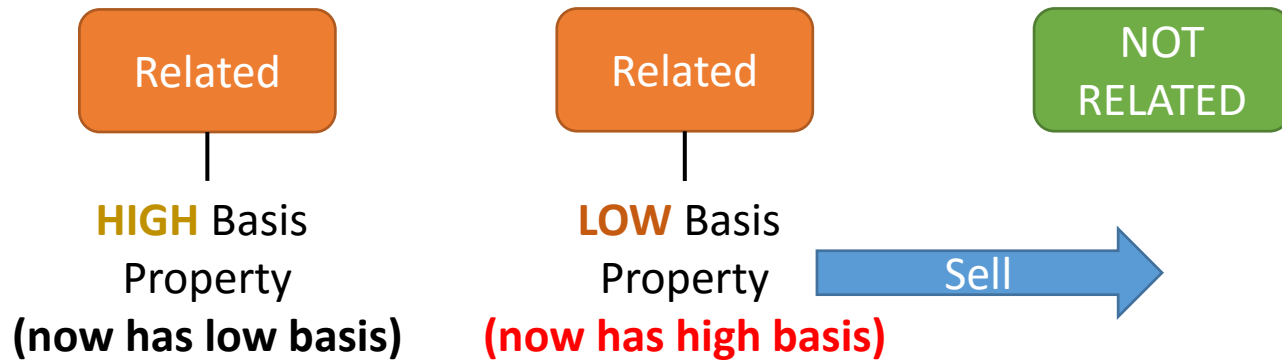 Related
Related
NOT
RELATED
HIGH Basis
Property
(now has low basis)
LOW Basis
Property
(now has high basis)
Sell